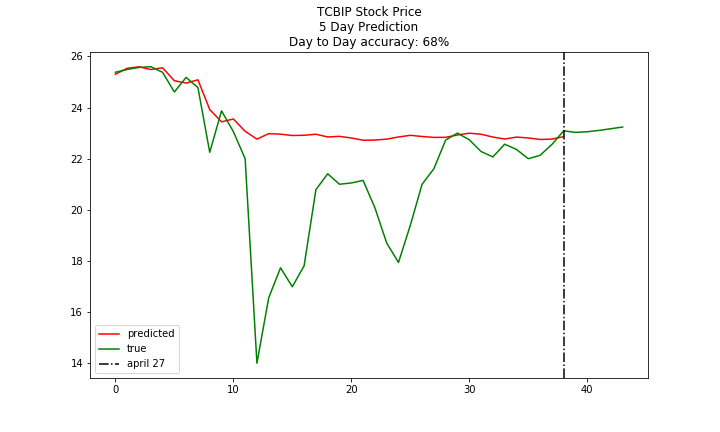 TCBIP Stock Price
5 Day Prediction
Day to Day accuracy: 68%
26
24
22
20
18
16
14
predicted
true
april 27
0
10
20
30
40